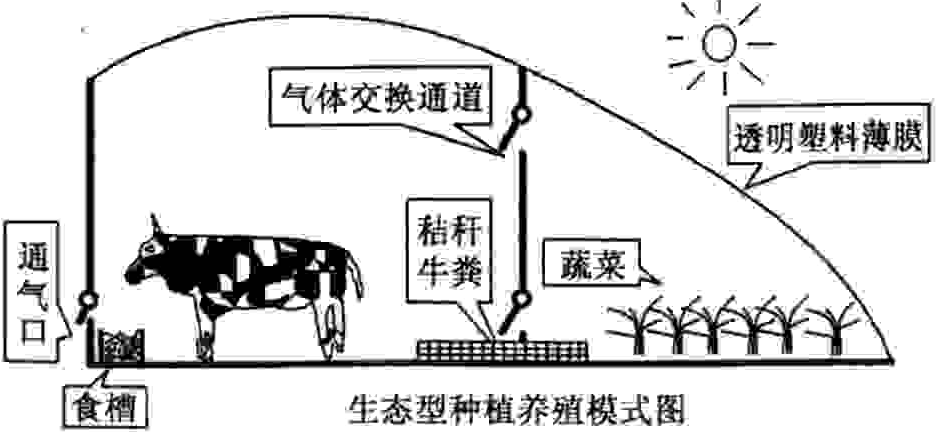 气体交换通道
透明塑料薄膜
秸秆
牛粪
蔬菜
通
气
口
食槽
生态型种植养殖模式图